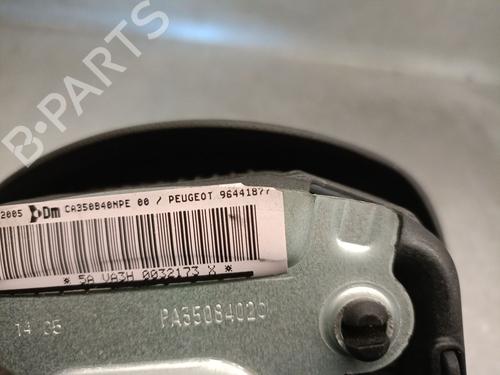 B-PARTS
2005 Dm CA350840MPE 00 / PEUGEOT 96441877
* 5A VA3H 0032173 X *
14 05
PA35084020